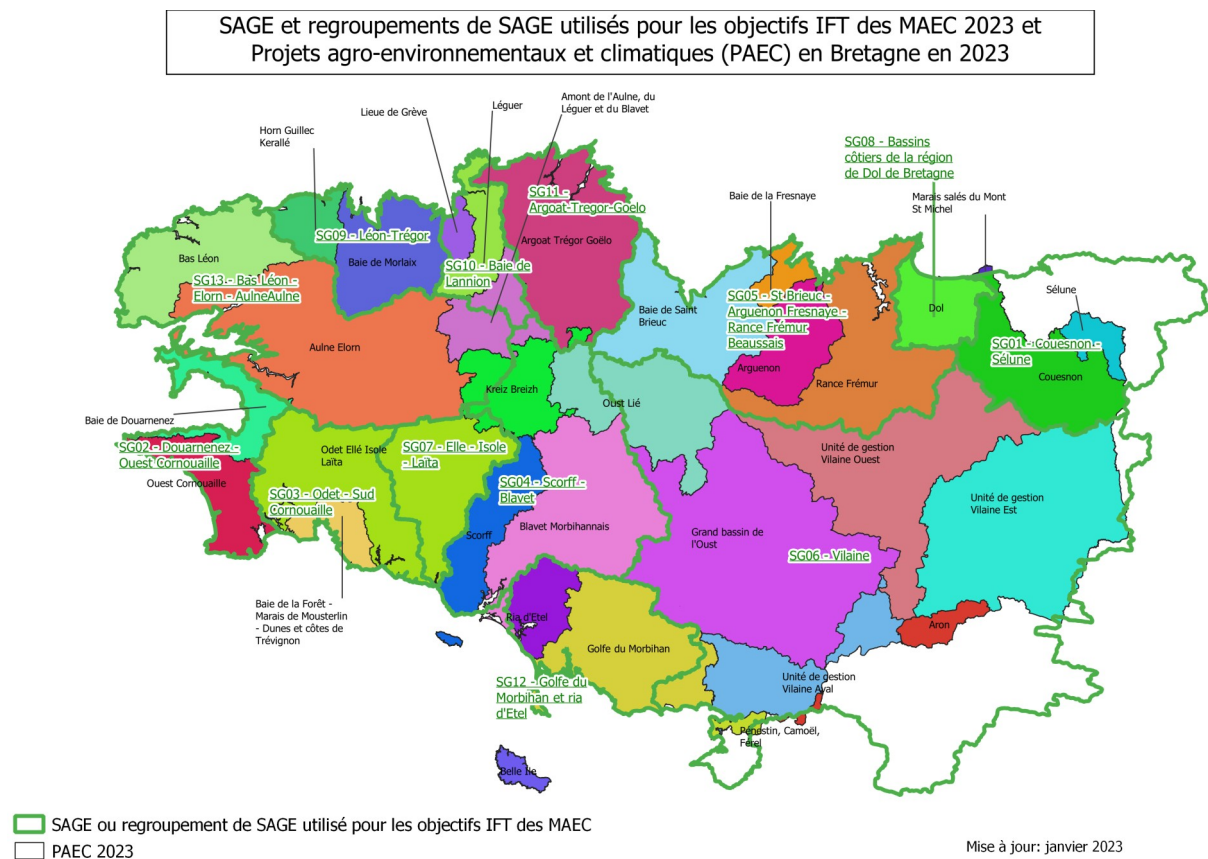 SAGE et regroupements de SAGE utilisés pour les objectifs IFT des MAEC 2023 et
Projets agro-environnementaux et climatiques (PAEC) en Bretagne en 2023
Lieue de Grève
Léguer
Amont de l'Aulne, du
Léguer et du Blavet
Horn Guillec
Kerallé
SG08 - Bassins
côtiers de la région
de Dol de Bretagne
Baie de la Fresnaye
Marais salés du Mont
St Michel
SG11 -
Argoat-Tregor-Goelo
Argoat Trégor Goëlo
SG09 - Léon-Trégor
Baie de Morlaix
Bas Léon
SG10 - Baie de
Lannion
SG13 - Bas Léon -
Elorn - AulneAulne
Baie de Saint
Brieuc
SG05 - St Brieuc -
Arguenon Fresnaye -
Rance Frémur
Beaussais
Dol
Sélune
SG01 - Couesnon -
Sélune
Couesnon
Aulne Elorn
Arguenon
Rance Frémur
Kreiz Breizh
Oust Lié
Baie de Douarnenez
SG02 - Douarnenez -
Ouest Cornouaille
Ouest Cornouaille
Odet Ellé Isole
Laïta
SG07 - Elle - Isole
- Laïta
Unité de gestion
Vilaine Ouest
SG03 - Odet - Sud
Cornouaille
SG04 - Scorff -
Blavet
Blavet Morbihannais
Scorff
Unité de gestion
Vilaine Est
Grand bassin de
l'Oust
SG06 - Vilaine
Baie de la Forêt -
Marais de Mousterlin
- Dunes et côtes de
Trévignon
Ria d'Etel
Aron
Golfe du Morbihan
SG12 - Golfe du
Morbihan et ria
d'Etel
Unité de gestion
Vilaine Aval
Pénestin, Camoël,
Férel
Belle Ile
SAGE ou regroupement de SAGE utilisé pour les objectifs IFT des MAEC
PAEC 2023
Mise à jour: janvier 2023